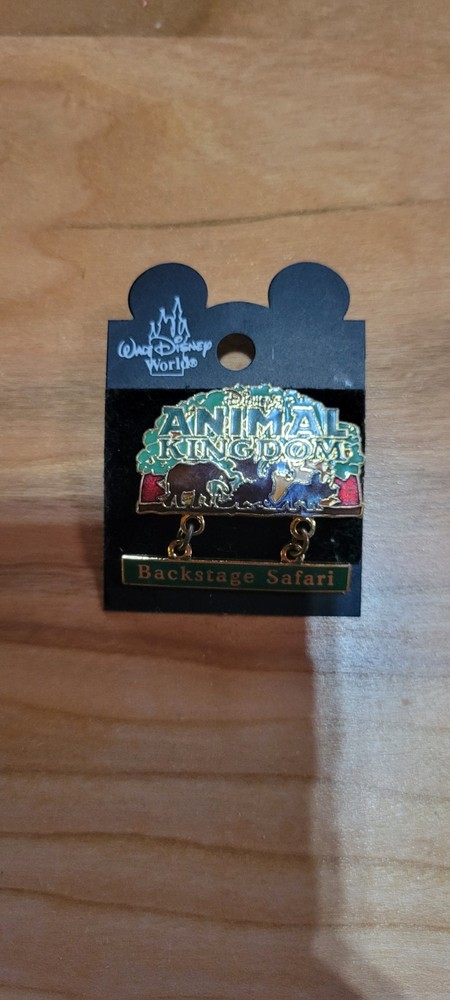 Walt Disney
World®
Disney's
ANIMAL
KINGDOM
Backstage Safari